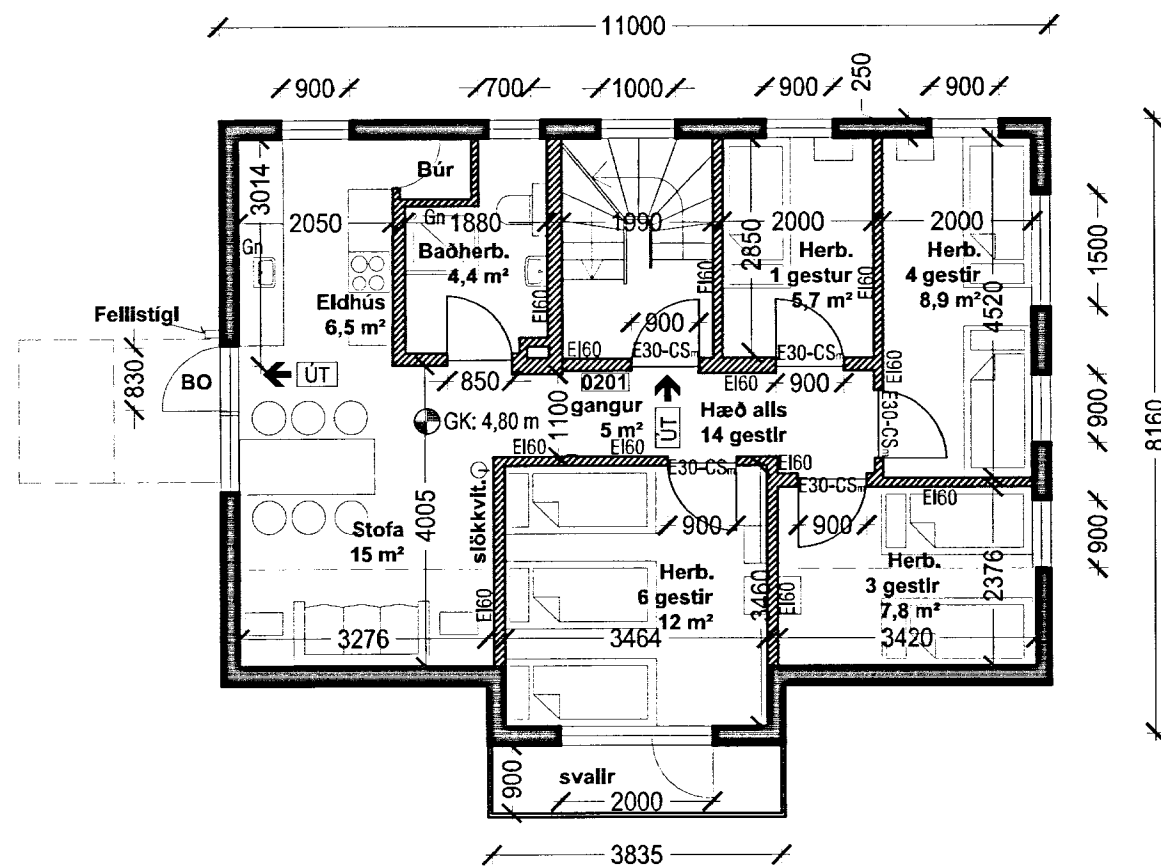 11000
900
700
1000
900
250
900
Búr
3014
2050
Gn
1880
1990
2000
2000
Gn
Baðherb.
4,4 m²
2850
Herb.
1 gestur
5,7 m²
Herb.
4 gestir
8,9 m²
4520
1500
8160
Eldhús
6,5 m²
EI60
EI60
EI60
Fellistigi
900
EI60
E30-CSm
E30-CSm
EI60
830
BO
ÚT
850
0201
EI60
900
900
gangur
5 m²
1100
ÚT
Hæð alls
14 gestir
E30-CSm
GK: 4,80 m
EI60
EI60
E30-CSm
EI60
E30-CSm
EI60
slökkvit.
4005
900
900
900
Stofa
15 m²
Herb.
6 gestir
12 m²
3460
Herb.
3 gestir
7,8 m²
2376
EI60
EI60
3276
3464
3420
900
svalir
2000
3835